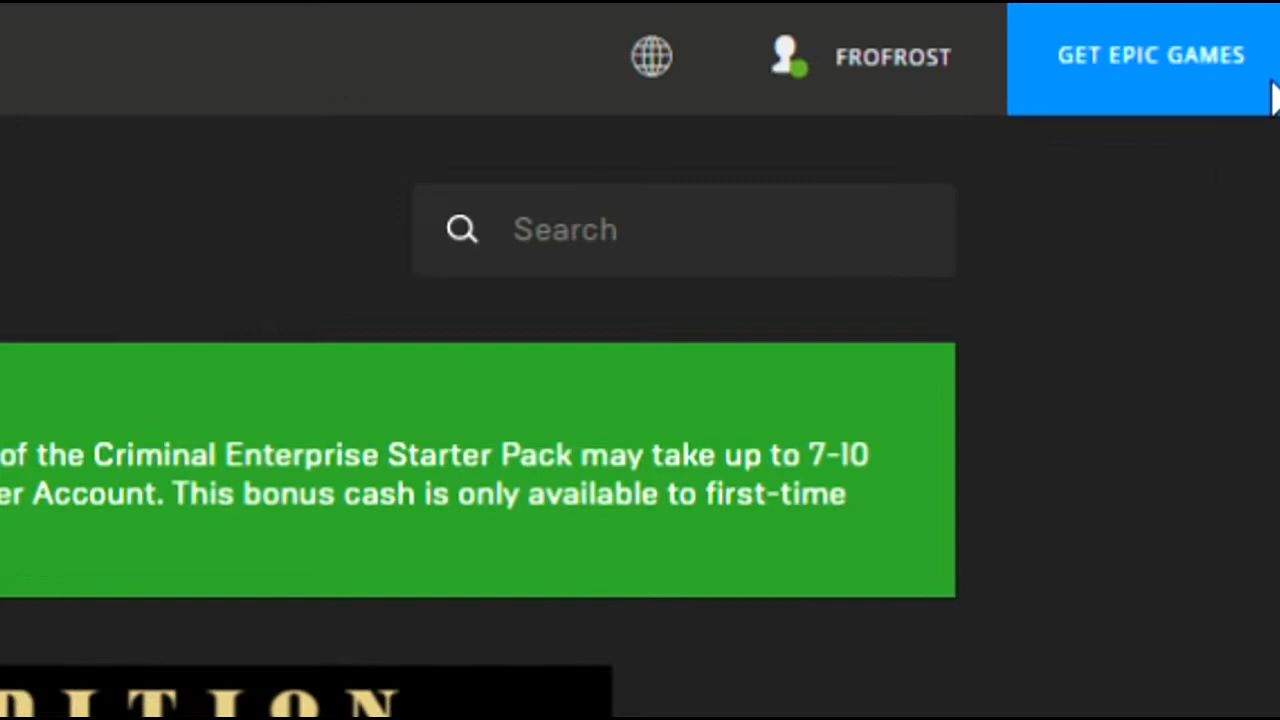 FROFROST
GET EPIC GAMES
Search
of the Criminal Enterprise Starter Pack may take up to 7-10
er Account. This bonus cash is only available to first-time
DITION